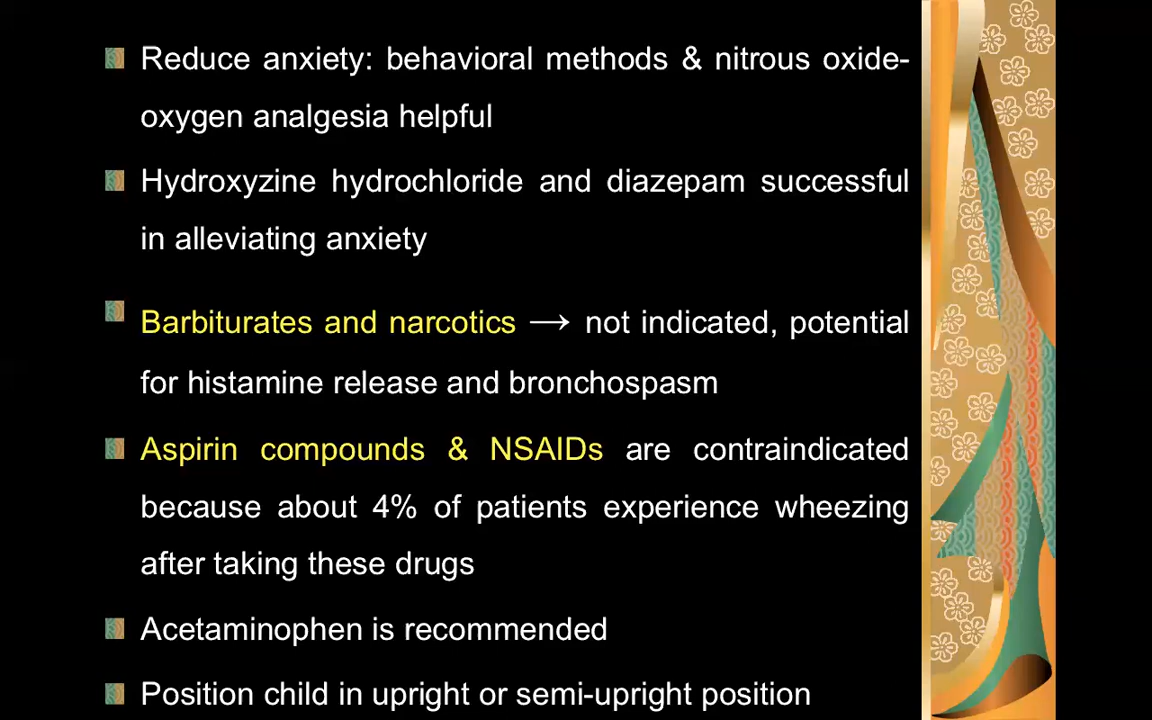 Reduce anxiety: behavioral methods & nitrous oxide-
oxygen analgesia helpful
Hydroxyzine hydrochloride and diazepam successful
in alleviating anxiety
Barbiturates and narcotics → not indicated, potential
for histamine release and bronchospasm
Aspirin compounds & NSAIDs are contraindicated
because about 4% of patients experience wheezing
after taking these drugs
Acetaminophen is recommended
Position child in upright or semi-upright position